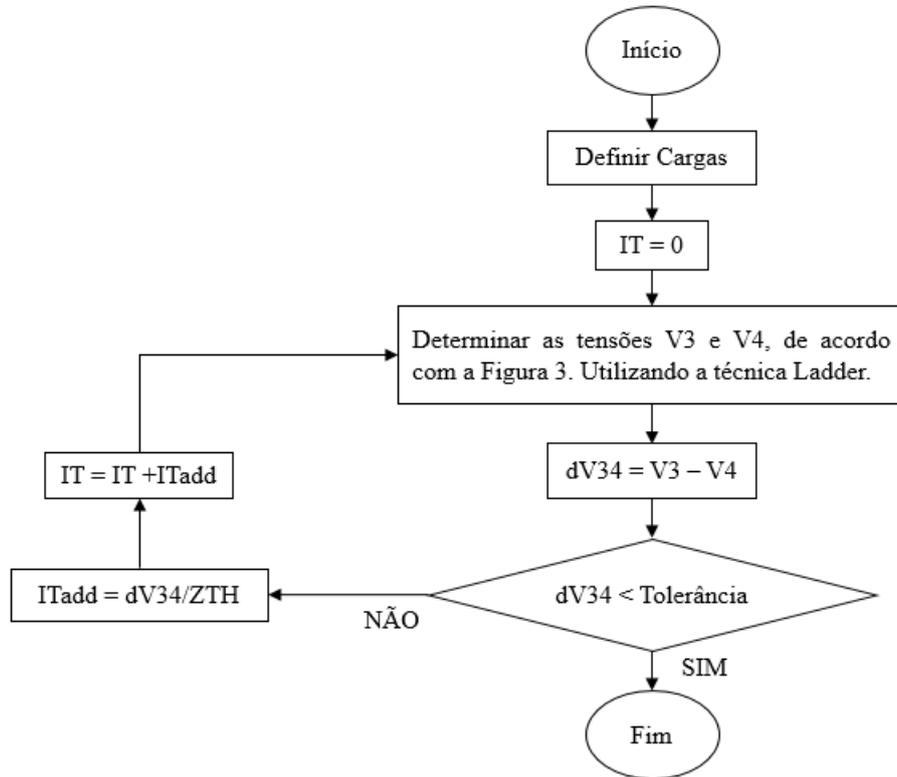 Início
Definir Cargas
IT = 0
Determinar as tensões V3 e V4, de acordo
com a Figura 3. Utilizando a técnica Ladder.
dV34 = V3 – V4
dV34 < Tolerância
NÃO
ITadd = dV34/ZTH
IT = IT +ITadd
SIM
Fim